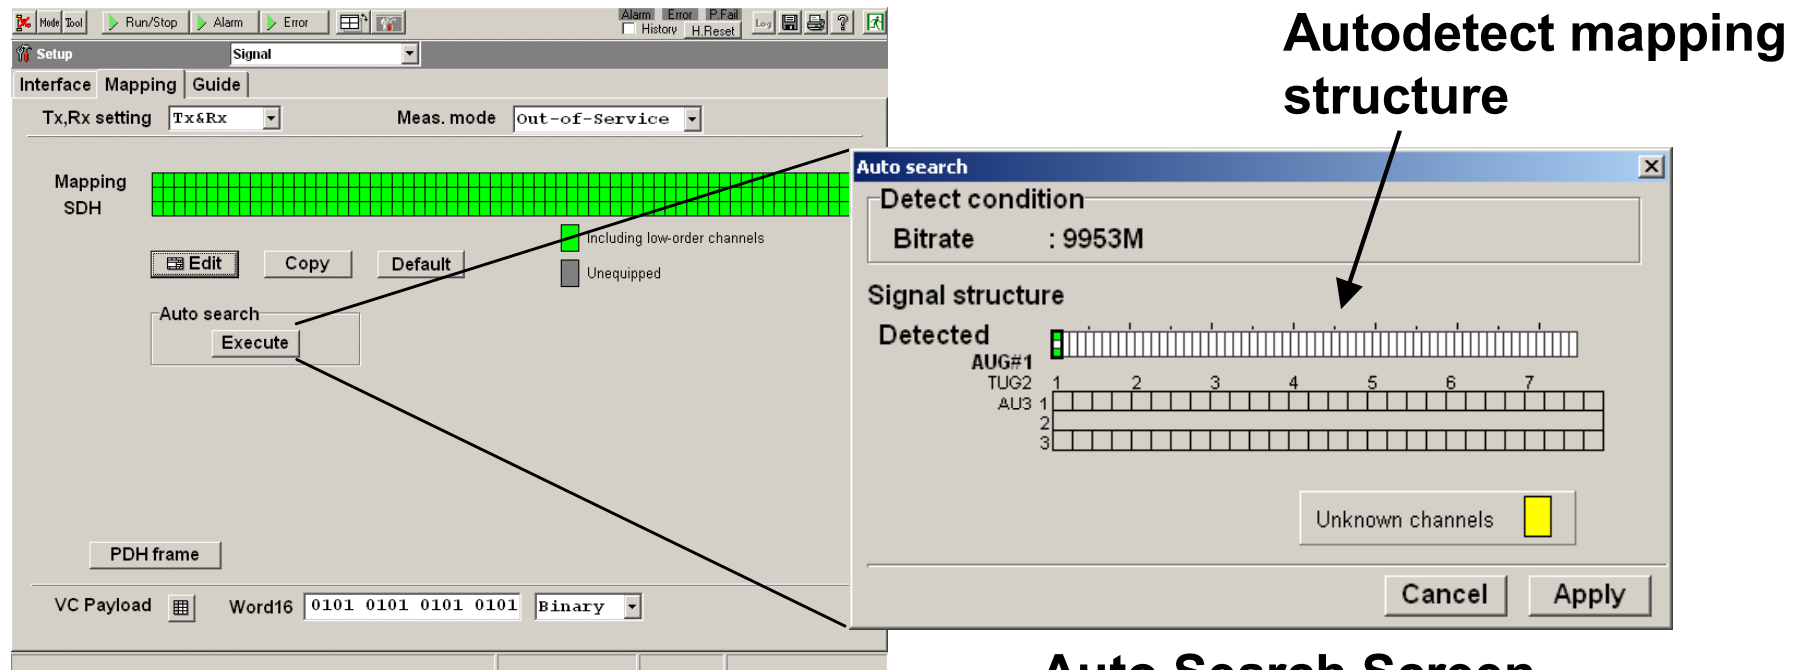 Mode Tool Run/Stop Alarm Error Alarm Error P.Fail Log
History H.Reset
Setup Signal
Interface Mapping Guide
Tx,Rx setting Tx&Rx Meas. mode Out-of-Service
Mapping
SDH
Including low-order channels
Edit Copy Default
Unequipped
Auto search
Execute
PDH frame
VC Payload Word16 0101 0101 0101 0101 Binary
Autodetect mapping
structure
Auto search
Detect condition
Bitrate : 9953M
Signal structure
Detected
AUG#1
TUG2 1 2 3 4 5 6 7
AU3 1
2
3
Unknown channels
Cancel Apply
Auto Search Screen